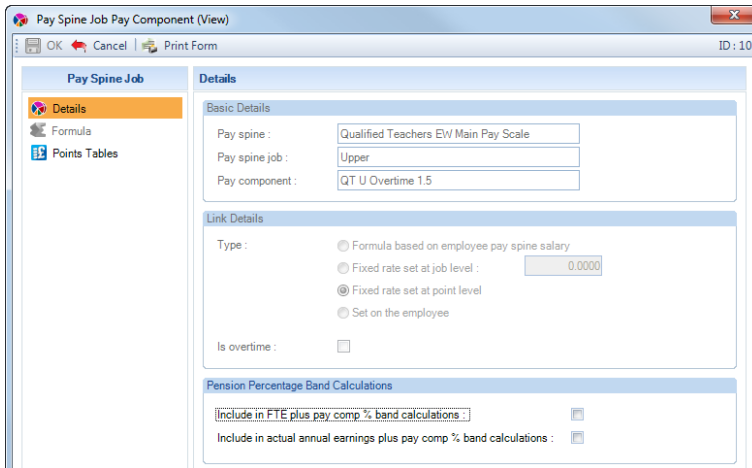 Pay Spine Job Pay Component (View)
OK Cancel Print Form ID : 10
Pay Spine Job
Details
Formula
Points Tables
Details
Basic Details
Pay spine : Qualified Teachers EW Main Pay Scale
Pay spine job : Upper
Pay component : QT U Overtime 1.5
Link Details
Type : Formula based on employee pay spine salary
Fixed rate set at job level : 0.0000
Fixed rate set at point level
Set on the employee
Is overtime :
Pension Percentage Band Calculations
Include in FTE plus pay comp % band calculations :
Include in actual annual earnings plus pay comp % band calculations :